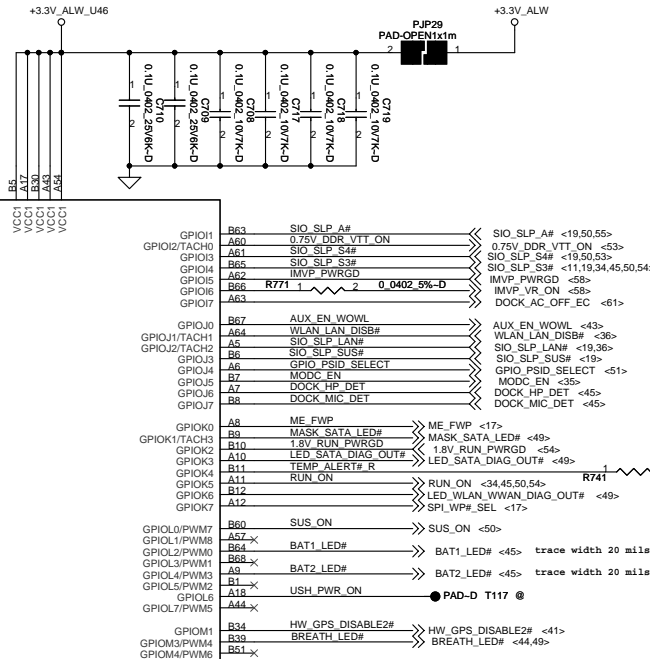 +3.3V_ALW_U46
+3.3V_ALW
PJP29
PAD-OPEN1x1m
2 1
0.1U_0402_25V6K~D
C710
1
2
0.1U_0402_25V6K~D
C709
1
2
0.1U_0402_10V7K~D
C708
1
2
0.1U_0402_10V7K~D
C717
1
2
0.1U_0402_10V7K~D
C718
1
2
0.1U_0402_10V7K~D
C719
1
2
B5 A17 B30 A43 A54
VCC1 VCC1 VCC1 VCC1 VCC1
GPIOI1 B63 SIO_SLP_A# SIO_SLP_A# <19,50,55>
GPIOI2/TACH0 A60 0.75V_DDR_VTT_ON 0.75V_DDR_VTT_ON <53>
GPIOI3 A61 SIO_SLP_S4# SIO_SLP_S4# <19,50,53>
GPIOI4 B65 SIO_SLP_S3# SIO_SLP_S3# <11,19,34,45,50,54>
GPIOI5 A62 IMVP_PWRGD IMVP_PWRGD <58>
GPIOI6 B66 R771 1 2 0_0402_5%~D IMVP_VR_ON <58>
GPIOI7 A63 DOCK_AC_OFF_EC <61>
GPIOJ0 B67 AUX_EN_WOWL AUX_EN_WOWL <43>
GPIOJ1/TACH1 A64 WLAN_LAN_DISB# WLAN_LAN_DISB# <36>
GPIOJ2/TACH2 A5 SIO_SLP_LAN# SIO_SLP_LAN# <19,36>
GPIOJ3 B6 SIO_SLP_SUS# SIO_SLP_SUS# <19>
GPIOJ4 A6 GPIO_PSID_SELECT GPIO_PSID_SELECT <51>
GPIOJ5 B7 MODC_EN MODC_EN <35>
GPIOJ6 A7 DOCK_HP_DET DOCK_HP_DET <45>
GPIOJ7 B8 DOCK_MIC_DET DOCK_MIC_DET <45>
GPIOK0 A8 ME_FWP ME_FWP <17>
GPIOK1/TACH3 B9 MASK_SATA_LED# MASK_SATA_LED# <49>
GPIOK2 B10 1.8V_RUN_PWRGD 1.8V_RUN_PWRGD <54>
GPIOK3 A10 LED_SATA_DIAG_OUT# LED_SATA_DIAG_OUT# <49>
GPIOK4 B11 TEMP_ALERT#_R 1 R741
GPIOK5 A11 RUN_ON RUN_ON <34,45,50,54>
GPIOK6 B12 LED_WLAN_WWAN_DIAG_OUT# <49>
GPIOK7 A12 SPI_WP#_SEL <17>
GPIOL0/PWM7 B60 SUS_ON SUS_ON <50>
GPIOL1/PWM8 A57
GPIOL2/PWM0 B64 BAT1_LED# BAT1_LED# <45> trace width 20 mils
GPIOL3/PWM1 B68
GPIOL4/PWM3 A9 BAT2_LED# BAT2_LED# <45> trace width 20 mils
GPIOL5/PWM2 B1
GPIOL6 A18 USH_PWR_ON PAD~D T117 @
GPIOL7/PWM5 A44
GPIOM1 B34 HW_GPS_DISABLE2# HW_GPS_DISABLE2# <41>
GPIOM3/PWM4 B39 BREATH_LED# BREATH_LED# <44,49>
GPIOM4/PWM6 B51